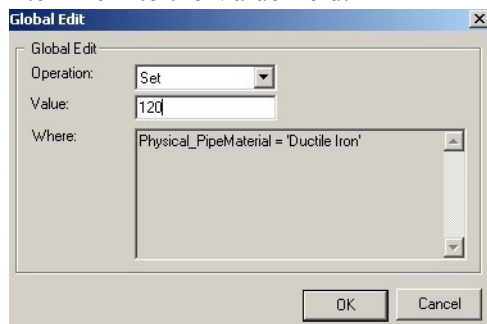 Global Edit
Global Edit
Operation: Set
Value: 120
Where: Physical_PipeMaterial = 'Ductile Iron'
OK Cancel